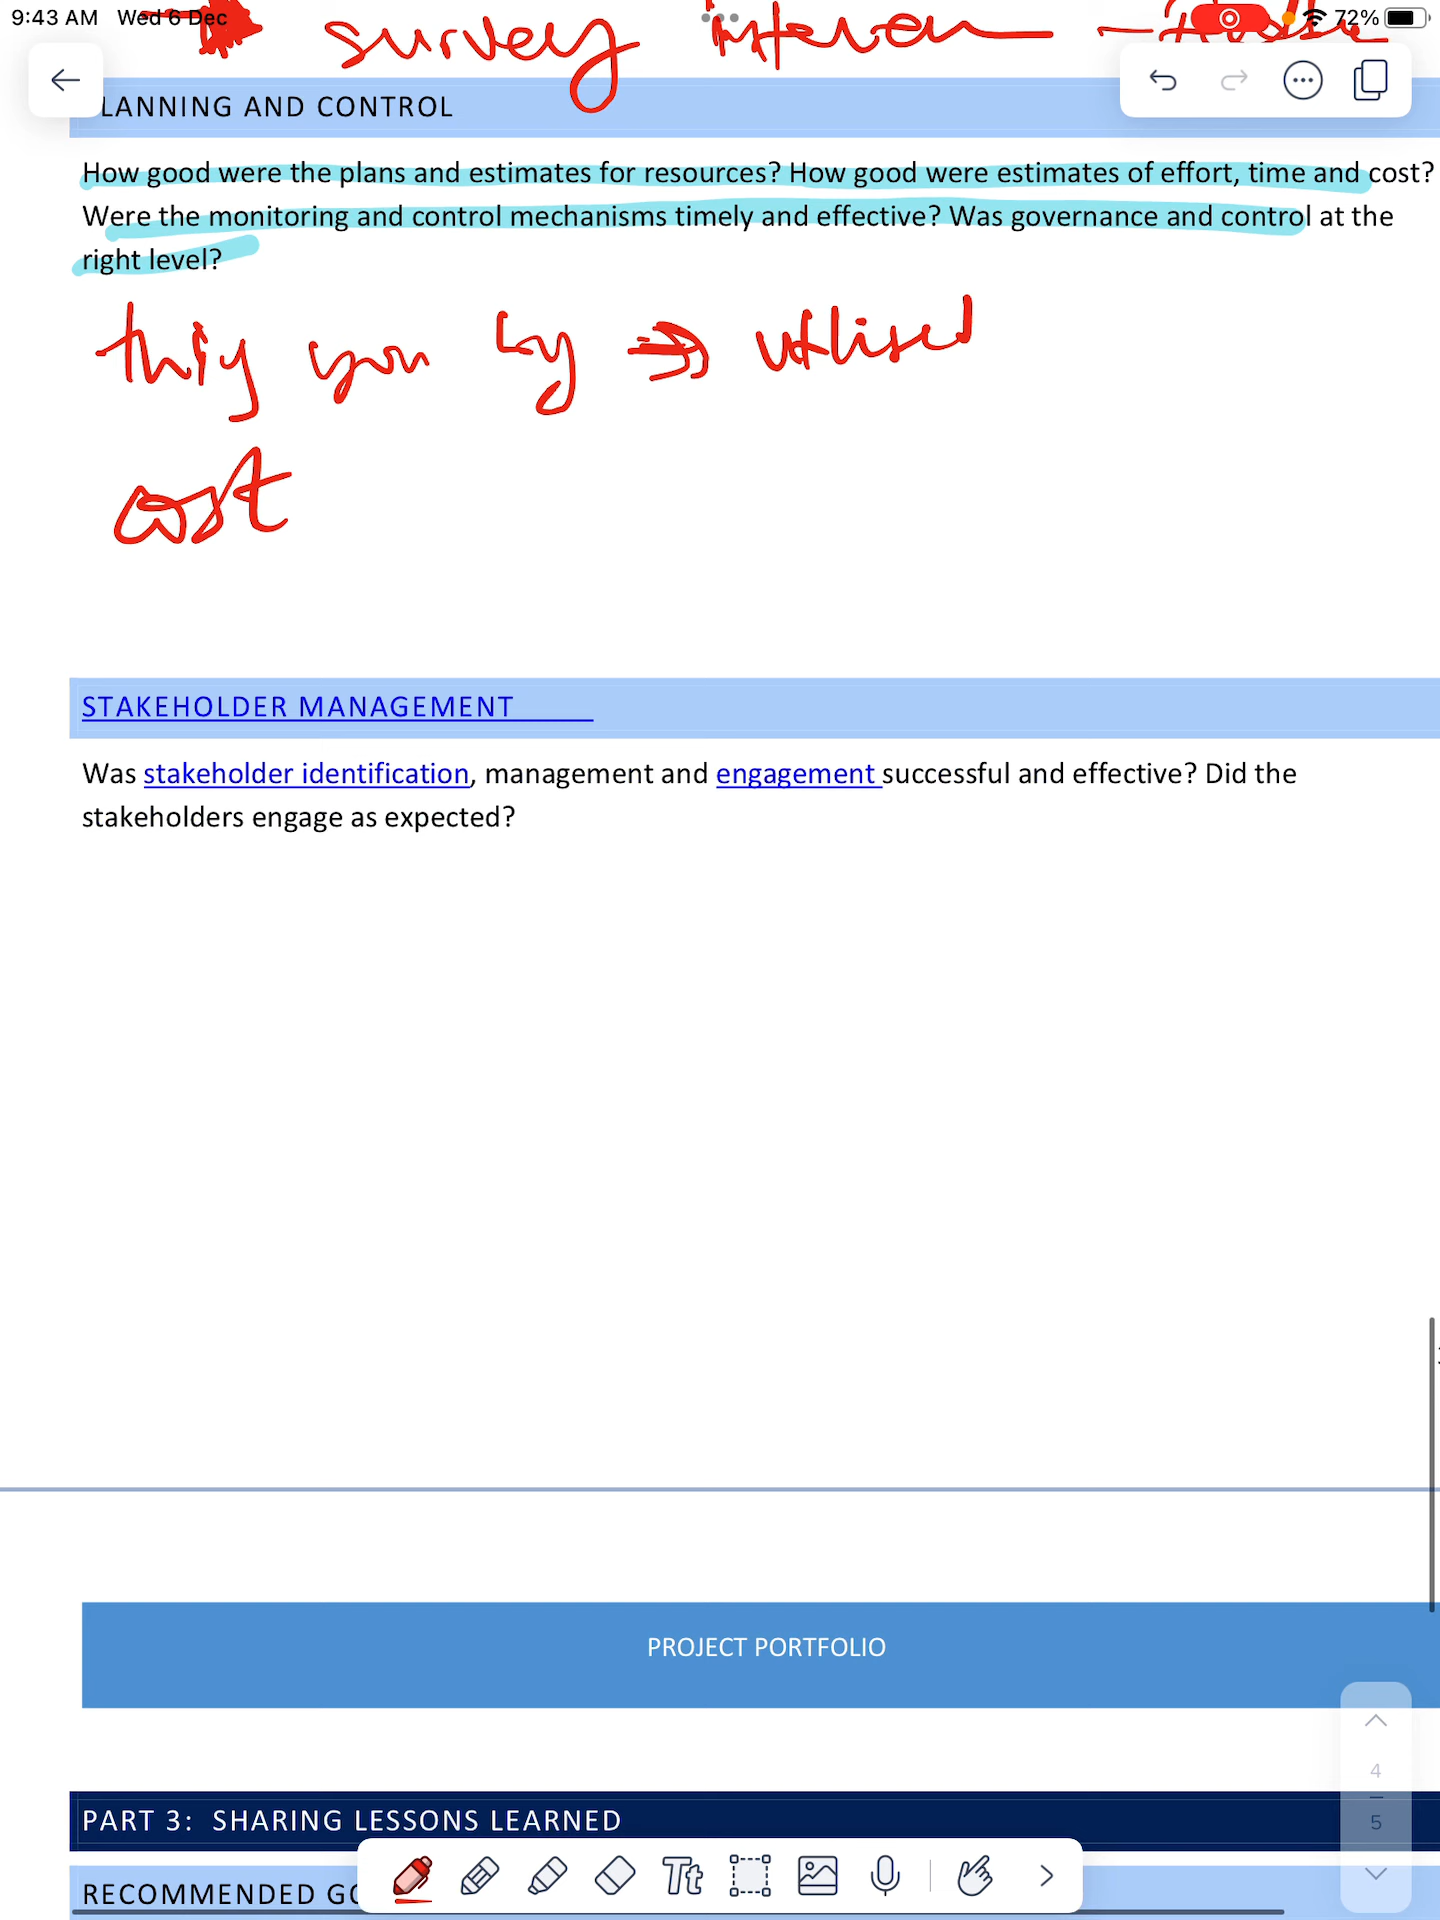 9:43 AM Wed 6 Dec 72%
survey
LANNING AND CONTROL
How good were the plans and estimates for resources? How good were estimates of effort, time and cost?
Were the monitoring and control mechanisms timely and effective? Was governance and control at the
right level?
you utilised
cost
STAKEHOLDER MANAGEMENT
Was stakeholder identification, management and engagement successful and effective? Did the
stakeholders engage as expected?
PROJECT PORTFOLIO
4
5
PART 3: SHARING LESSONS LEARNED
RECOMMENDED
Tt